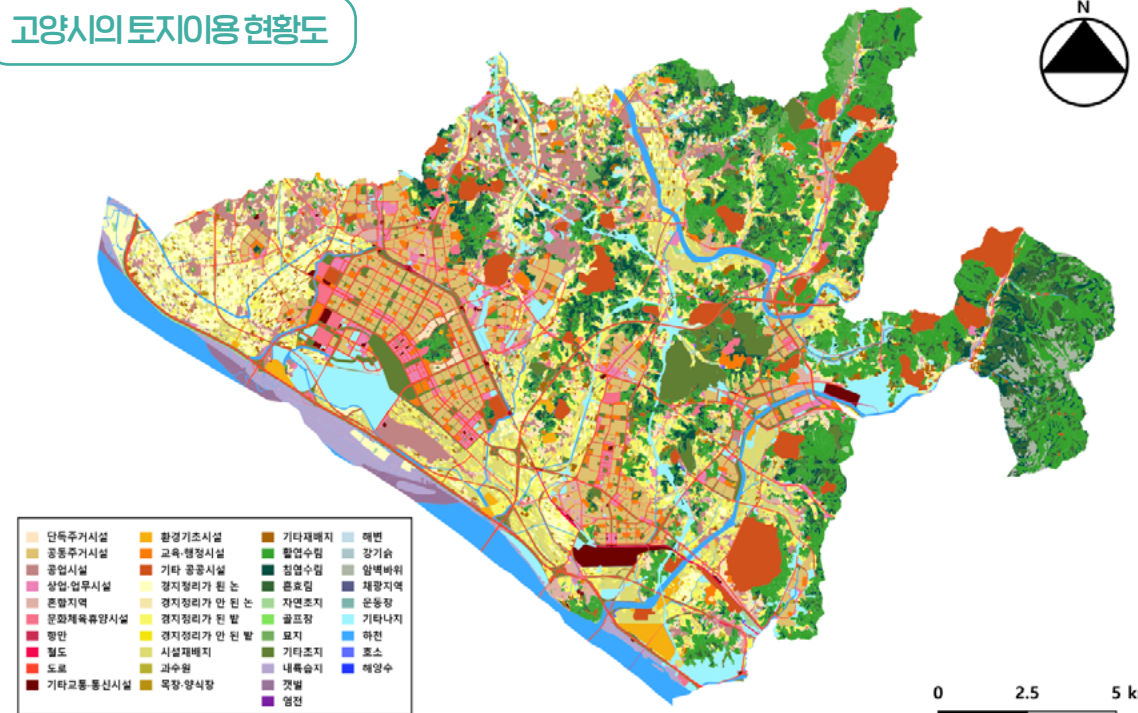 고양시의 토지이용 현황도
N
단독주거시설
공동주거시설
공업시설
상업·업무시설
혼합지역
문화체육휴양시설
항만
철도
도로
기타교통·통신시설
환경기초시설
교육·행정시설
기타 공공시설
경지정리가 된 논
경지정리가 안 된 논
경지정리가 된 밭
경지정리가 안 된 밭
시설재배지
과수원
목장·양식장
기타재배지
활엽수림
침엽수림
혼효림
자연초지
골프장
묘지
기타초지
내륙습지
갯벌
염전
해변
강기슭
암벽바위
채광지역
운동장
기타나지
하천
호소
해양수
0 2.5 5 k